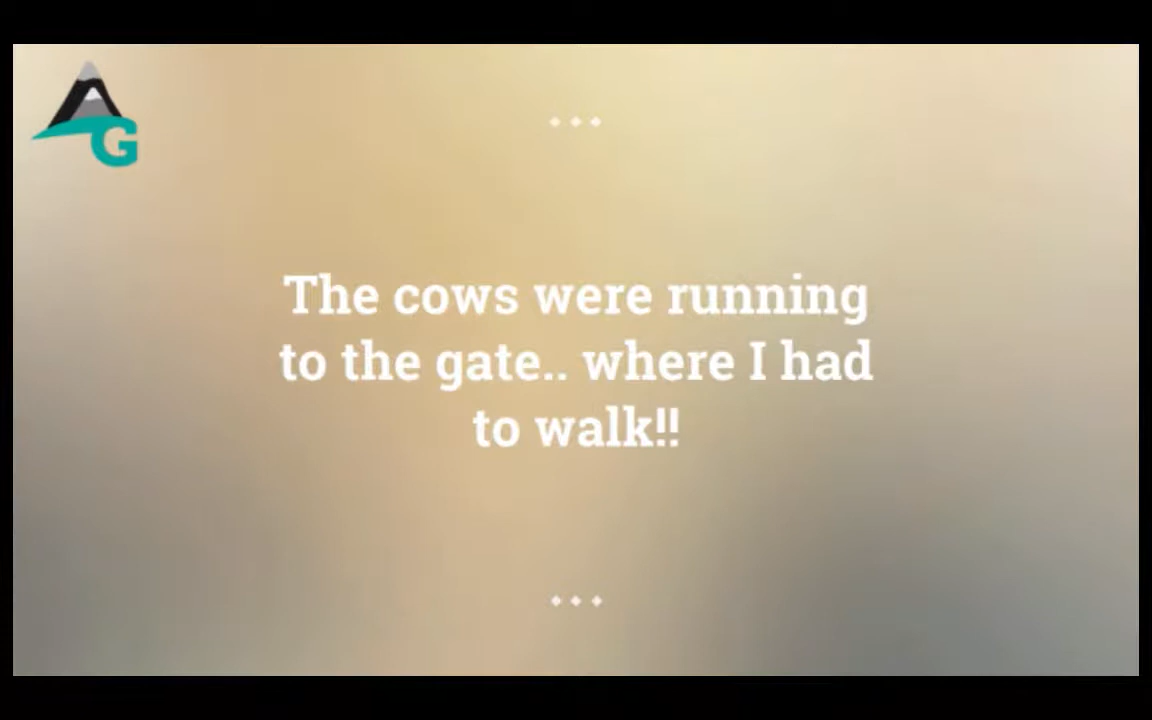 G
The cows were running
to the gate.. where I had
to walk!!